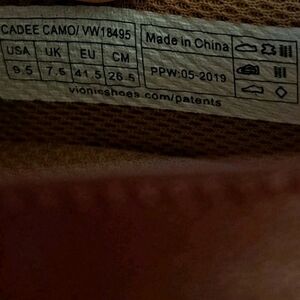 CADEE CAMO/ VW18495
USA UK EU CM
9.5 7.5 41.5 26.5
Made in China
PPW:05-2019
vionicshoes.com/patents